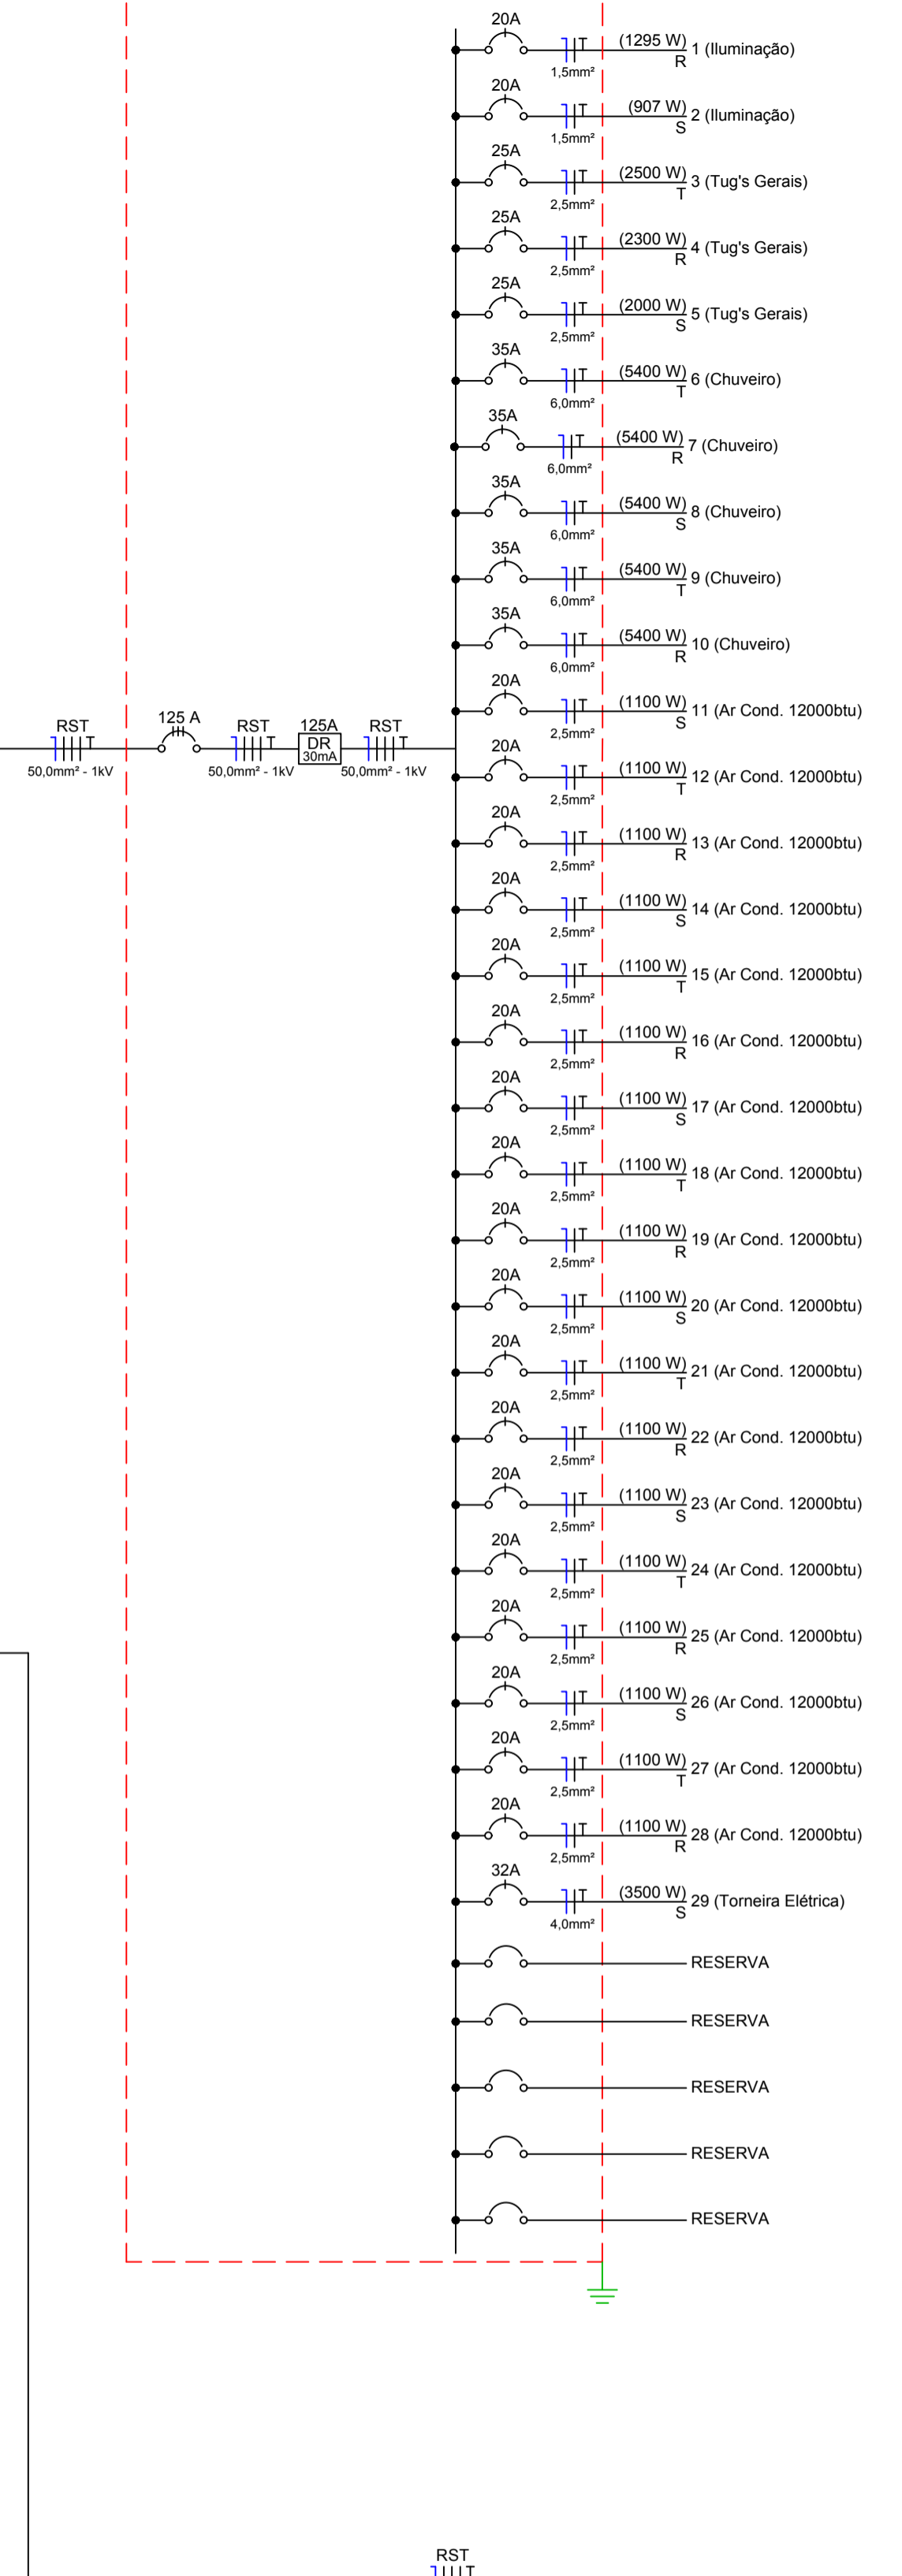 20A
(1295 W) 1 (Iluminação)
1,5mm² R
20A
(907 W) 2 (Iluminação)
1,5mm² S
25A
(2500 W) 3 (Tug's Gerais)
2,5mm² T
25A
(2300 W) 4 (Tug's Gerais)
2,5mm² R
25A
(2000 W) 5 (Tug's Gerais)
2,5mm² S
35A
(5400 W) 6 (Chuveiro)
6,0mm² T
35A
(5400 W) 7 (Chuveiro)
6,0mm² R
35A
(5400 W) 8 (Chuveiro)
6,0mm² S
35A
(5400 W) 9 (Chuveiro)
6,0mm² T
35A
(5400 W) 10 (Chuveiro)
6,0mm² R
20A
(1100 W) 11 (Ar Cond. 12000btu)
2,5mm² S
RST 125 A RST 125A RST
DR
30mA
50,0mm² - 1kV 50,0mm² - 1kV 50,0mm² - 1kV
20A
(1100 W) 12 (Ar Cond. 12000btu)
2,5mm² T
20A
(1100 W) 13 (Ar Cond. 12000btu)
2,5mm² R
20A
(1100 W) 14 (Ar Cond. 12000btu)
2,5mm² S
20A
(1100 W) 15 (Ar Cond. 12000btu)
2,5mm² T
20A
(1100 W) 16 (Ar Cond. 12000btu)
2,5mm² R
20A
(1100 W) 17 (Ar Cond. 12000btu)
2,5mm² S
20A
(1100 W) 18 (Ar Cond. 12000btu)
2,5mm² T
20A
(1100 W) 19 (Ar Cond. 12000btu)
2,5mm² R
20A
(1100 W) 20 (Ar Cond. 12000btu)
2,5mm² S
20A
(1100 W) 21 (Ar Cond. 12000btu)
2,5mm² T
20A
(1100 W) 22 (Ar Cond. 12000btu)
2,5mm² R
20A
(1100 W) 23 (Ar Cond. 12000btu)
2,5mm² S
20A
(1100 W) 24 (Ar Cond. 12000btu)
2,5mm² T
20A
(1100 W) 25 (Ar Cond. 12000btu)
2,5mm² R
20A
(1100 W) 26 (Ar Cond. 12000btu)
2,5mm² S
20A
(1100 W) 27 (Ar Cond. 12000btu)
2,5mm² T
20A
(1100 W) 28 (Ar Cond. 12000btu)
2,5mm² R
32A
(3500 W) 29 (Torneira Elétrica)
4,0mm² S
RESERVA
RESERVA
RESERVA
RESERVA
RESERVA
RST